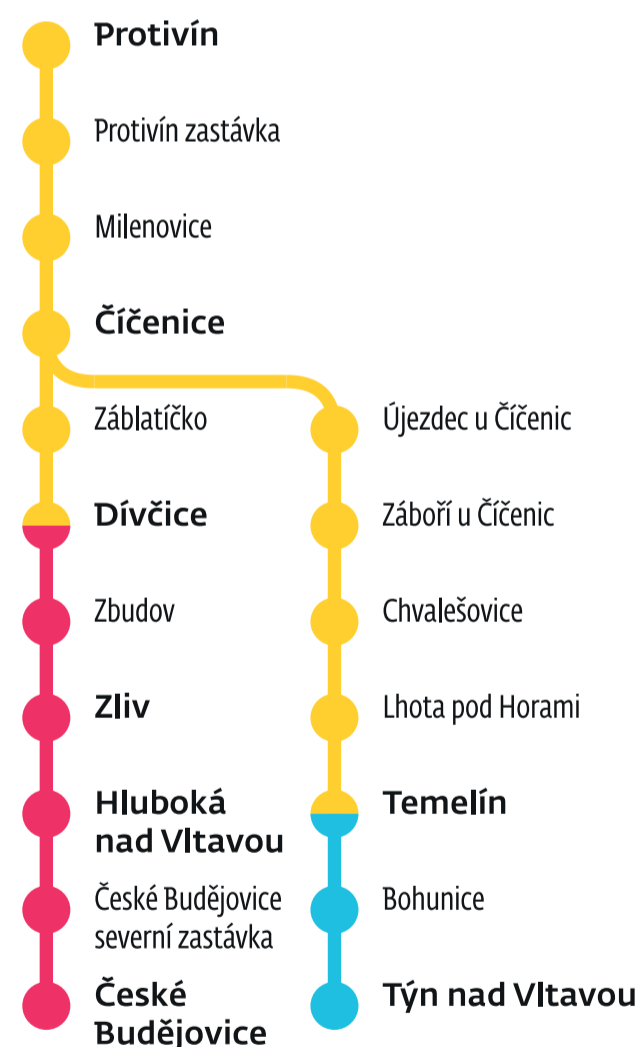 Protivín
Protivín zastávka
Milenovice
Číčenice
Záblatíčko
Dívčice
Zbudov
Zliv
Hluboká
nad Vltavou
České Budějovice
severní zastávka
České
Budějovice
Újezdec u Číčenic
Záboří u Číčenic
Chvalešovice
Lhota pod Horami
Temelín
Bohunice
Týn nad Vltavou